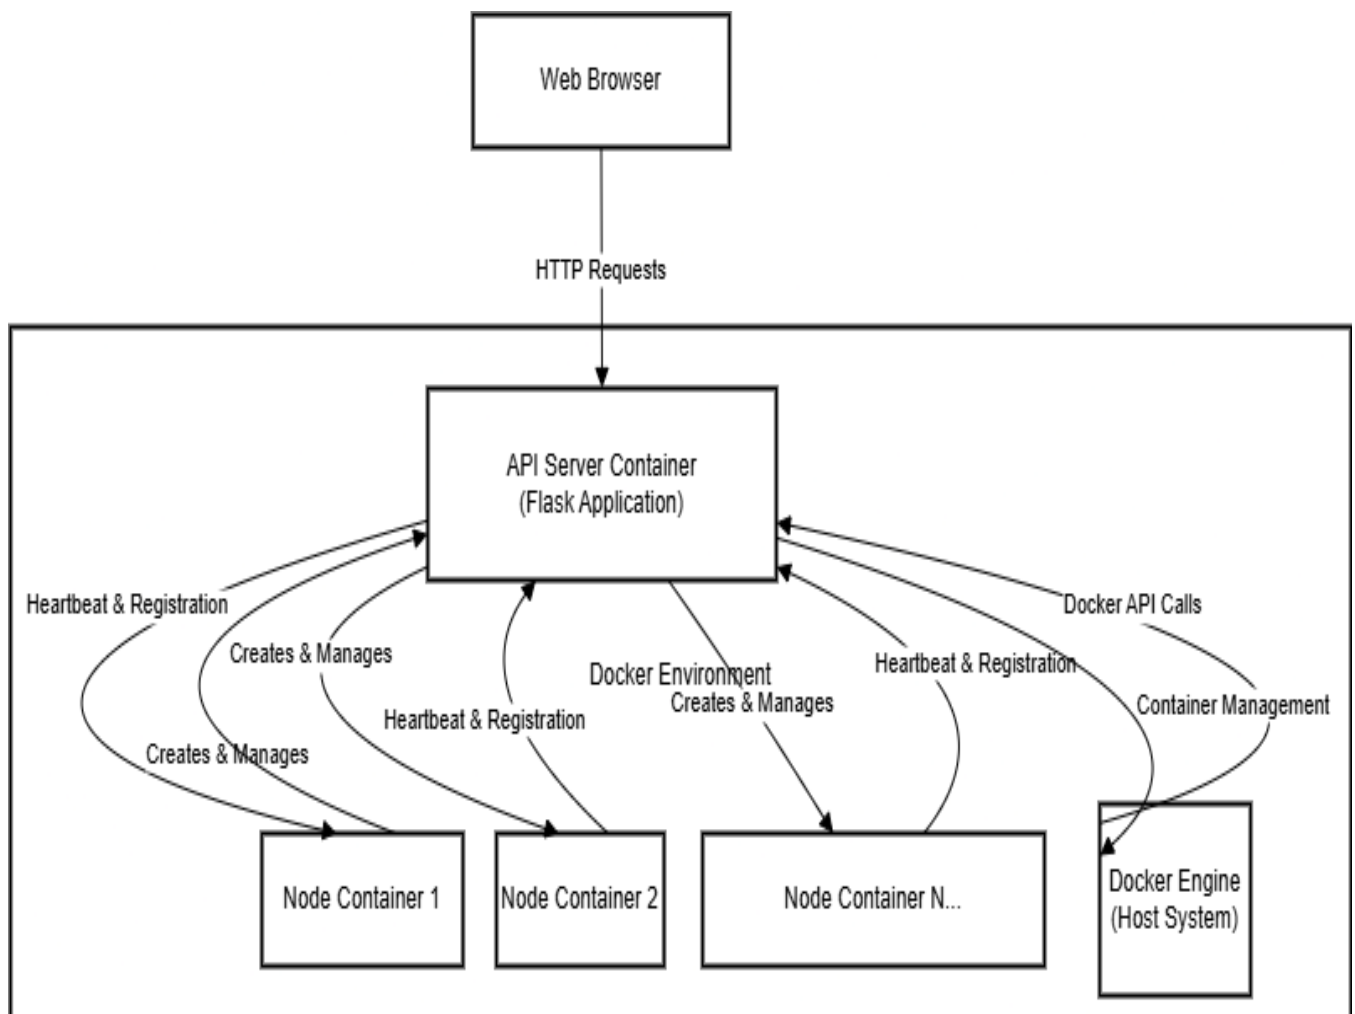 Web Browser
HTTP Requests
API Server Container
(Flask Application)
Heartbeat & Registration
Docker API Calls
Creates & Manages
Heartbeat & Registration
Docker Environment
Creates & Manages
Container Management
Heartbeat & Registration
Creates & Manages
Node Container 1
Node Container 2
Node Container N...
Docker Engine
(Host System)